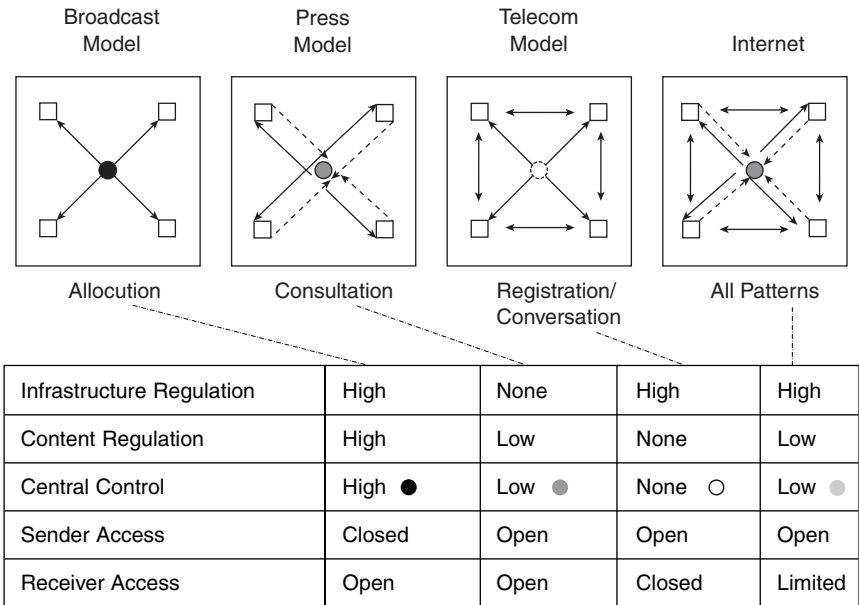 Broadcast
Model
Press
Model
Telecom
Model
Internet
Allocution
Consultation
Registration/
Conversation
All Patterns
Infrastructure Regulation High None High High
Content Regulation High Low None Low
Central Control High Low None Low
Sender Access Closed Open Open Open
Receiver Access Open Open Closed Limited